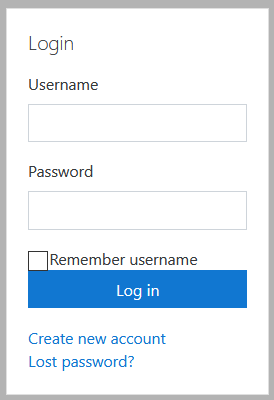 Login
Username
Password
Remember username
Log in
Create new account
Lost password?